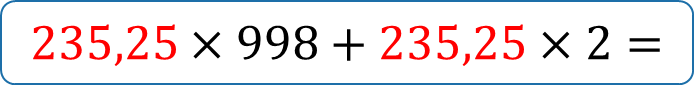 235,25 × 998 + 235,25 × 2 =